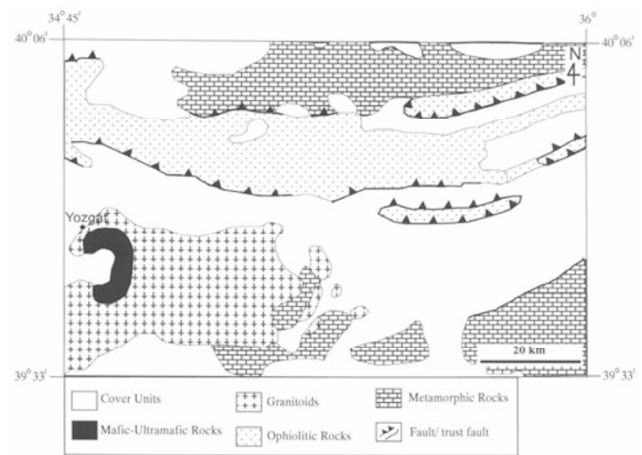 34° 45'
36°
40° 06'
40° 06'
N
4
Yozgat
20 km
39° 33'
39° 33'
Cover Units
Granitoids
Metamorphic Rocks
Mafic-Ultramafic Rocks
Ophiolitic Rocks
Fault/ trust fault